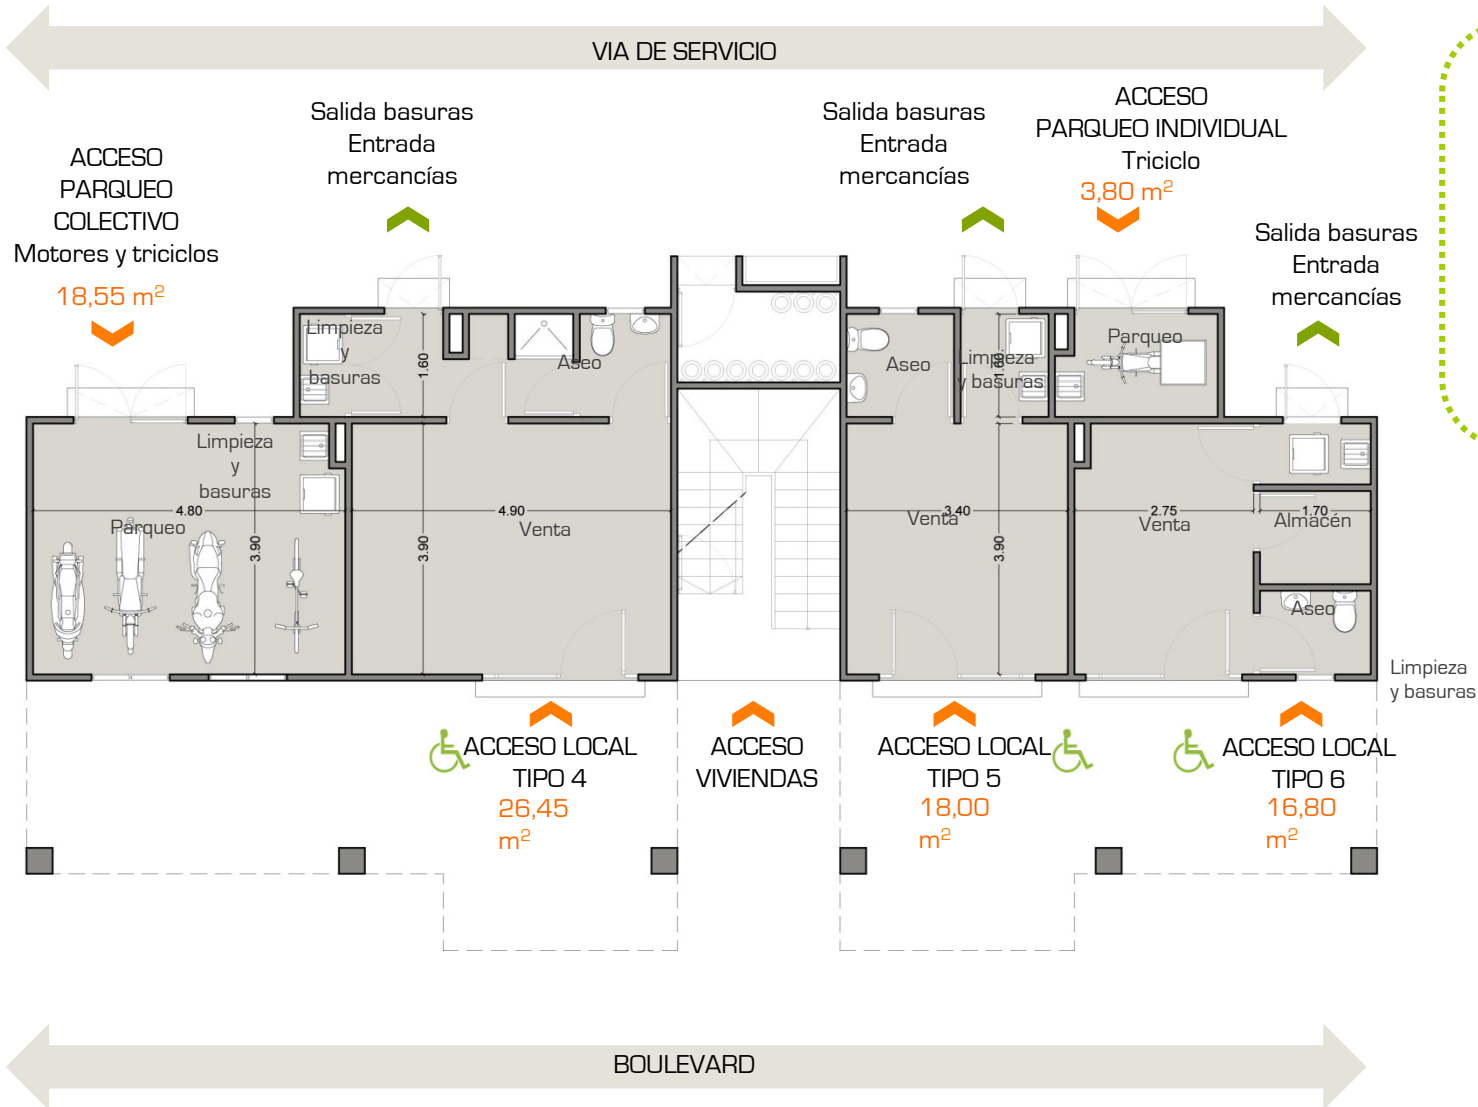 VIA DE SERVICIO
ACCESO
PARQUEO
COLECTIVO
Motores y triciclos
18,55 m²
Salida basuras
Entrada
mercancías
Salida basuras
Entrada
mercancías
ACCESO
PARQUEO INDIVIDUAL
Triciclo
3,80 m²
Salida basuras
Entrada
mercancías
Limpieza
y
basuras
1.60
Aseo
Aseo
Limpieza
y basuras
1.60
Parqueo
Limpieza
y
basuras
4.80
Parqueo
3.90
4.90
Venta
3.90
3.40
Venta
3.90
2.75
Venta
1.70
Almacén
Aseo
Limpieza
y basuras
ACCESO LOCAL
TIPO 4
26,45
m²
ACCESO
VIVIENDAS
ACCESO LOCAL
TIPO 5
18,00
m²
ACCESO LOCAL
TIPO 6
16,80
m²
BOULEVARD